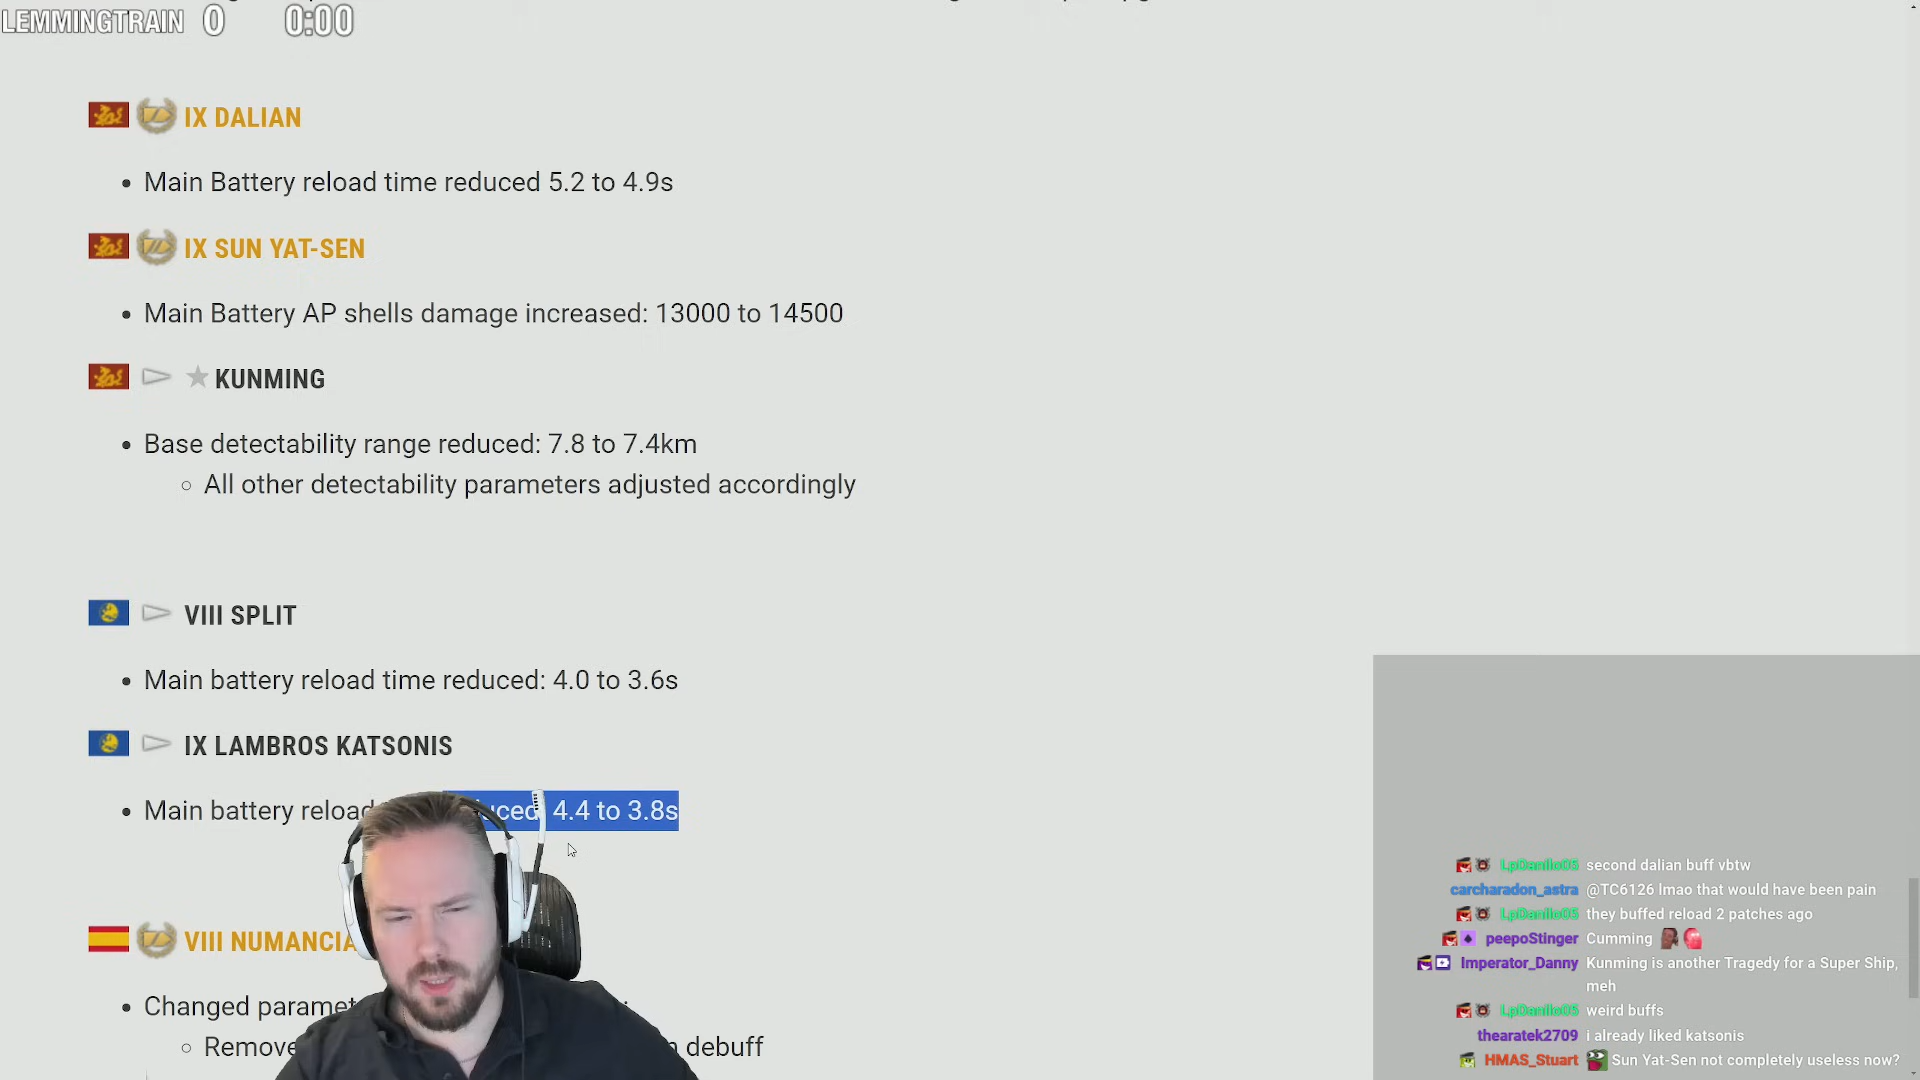 LEMMINGTRAIN 0 0:00
IX DALIAN
Main Battery reload time reduced 5.2 to 4.9s
IX SUN YAT-SEN
Main Battery AP shells damage increased: 13000 to 14500
KUNMING
Base detectability range reduced: 7.8 to 7.4km
All other detectability parameters adjusted accordingly
VIII SPLIT
Main battery reload time reduced: 4.0 to 3.6s
IX LAMBROS KATSONIS
Main battery reload 4.4 to 3.8s
VIII NUMANCIA
Changed
debuff
LpDanilo05 second dalian buff vbtw
carcharadon_astra @TC6126 lmao that would have been pain
LpDanilo05 they buffed reload 2 patches ago
peepoStinger Cumming
Imperator_Danny Kunming is another Tragedy for a Super Ship,
meh
LpDanilo05 weird buffs
thearatek2709 i already liked katsonis
HMAS_Stuart Sun Yat-Sen not completely useless now?